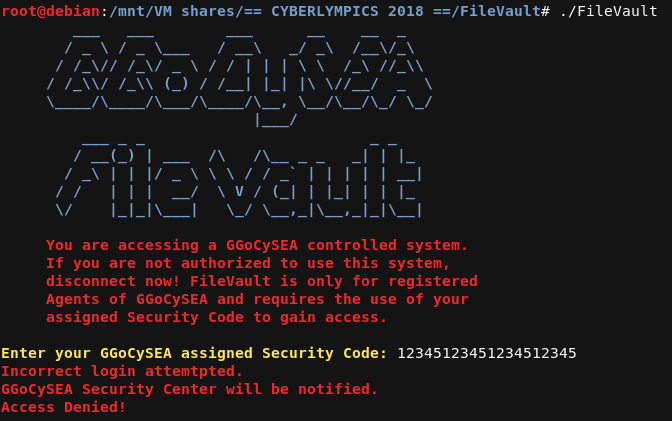 root@debian:/mnt/VM shares/== CYBERLYMPICS 2018 ==/FileVault# ./FileVault
GGoCySEA
FileVault
You are accessing a GGoCySEA controlled system.
If you are not authorized to use this system,
disconnect now! FileVault is only for registered
Agents of GGoCySEA and requires the use of your
assigned Security Code to gain access.
Enter your GGoCySEA assigned Security Code: 12345123451234512345
Incorrect login attemtpted.
GGoCySEA Security Center will be notified.
Access Denied!